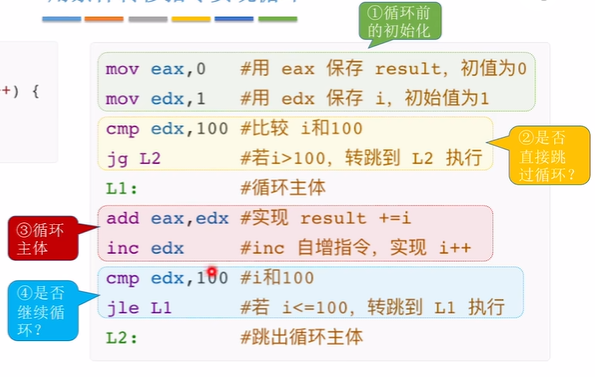 ①循环前
的初始化
+) {
mov eax,0 #用 eax 保存 result，初值为0
mov edx,1 #用 edx 保存 i，初始值为1
cmp edx,100 #比较 i和100
jg L2 #若i>100，转跳到 L2 执行
②是否
直接跳
过循环？
L1: #循环主体
③循环
主体
add eax,edx #实现 result +=i
inc edx #inc 自增指令，实现 i++
④是否
继续循
环？
cmp edx,100 #i和100
jle L1 #若 i<=100，转跳到 L1 执行
L2: #跳出循环主体